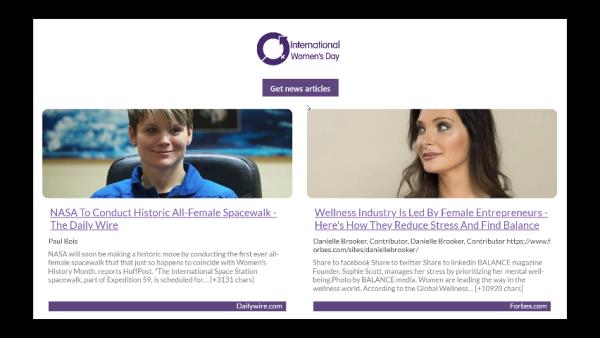 International
Women's Day
Get news articles
NASA To Conduct Historic All-Female Spacewalk -
The Daily Wire
Paul Bois
NASA will soon be making a historic move by conducting the first ever all-
female spacewalk that that just so happens to coincide with Women's
History Month, reports HuffPost. "The International Space Station
spacewalk, part of Expedition 59, is scheduled for... [+3131 chars]
Dailywire.com
Wellness Industry Is Led By Female Entrepreneurs -
Here's How They Reduce Stress And Find Balance
Danielle Brooker, Contributor, Danielle Brooker, Contributor https://www.f
orbes.com/sites/daniellebrooker/
Share to facebook Share to twitter Share to linkedin BALANCE magazine
Founder, Sophie Scott, manages her stress by prioritizing her mental well-
being.Photo by BALANCE media. Women are leading the way in the
wellness world. According to the Global Wellness... [+10920 chars]
Forbes.com